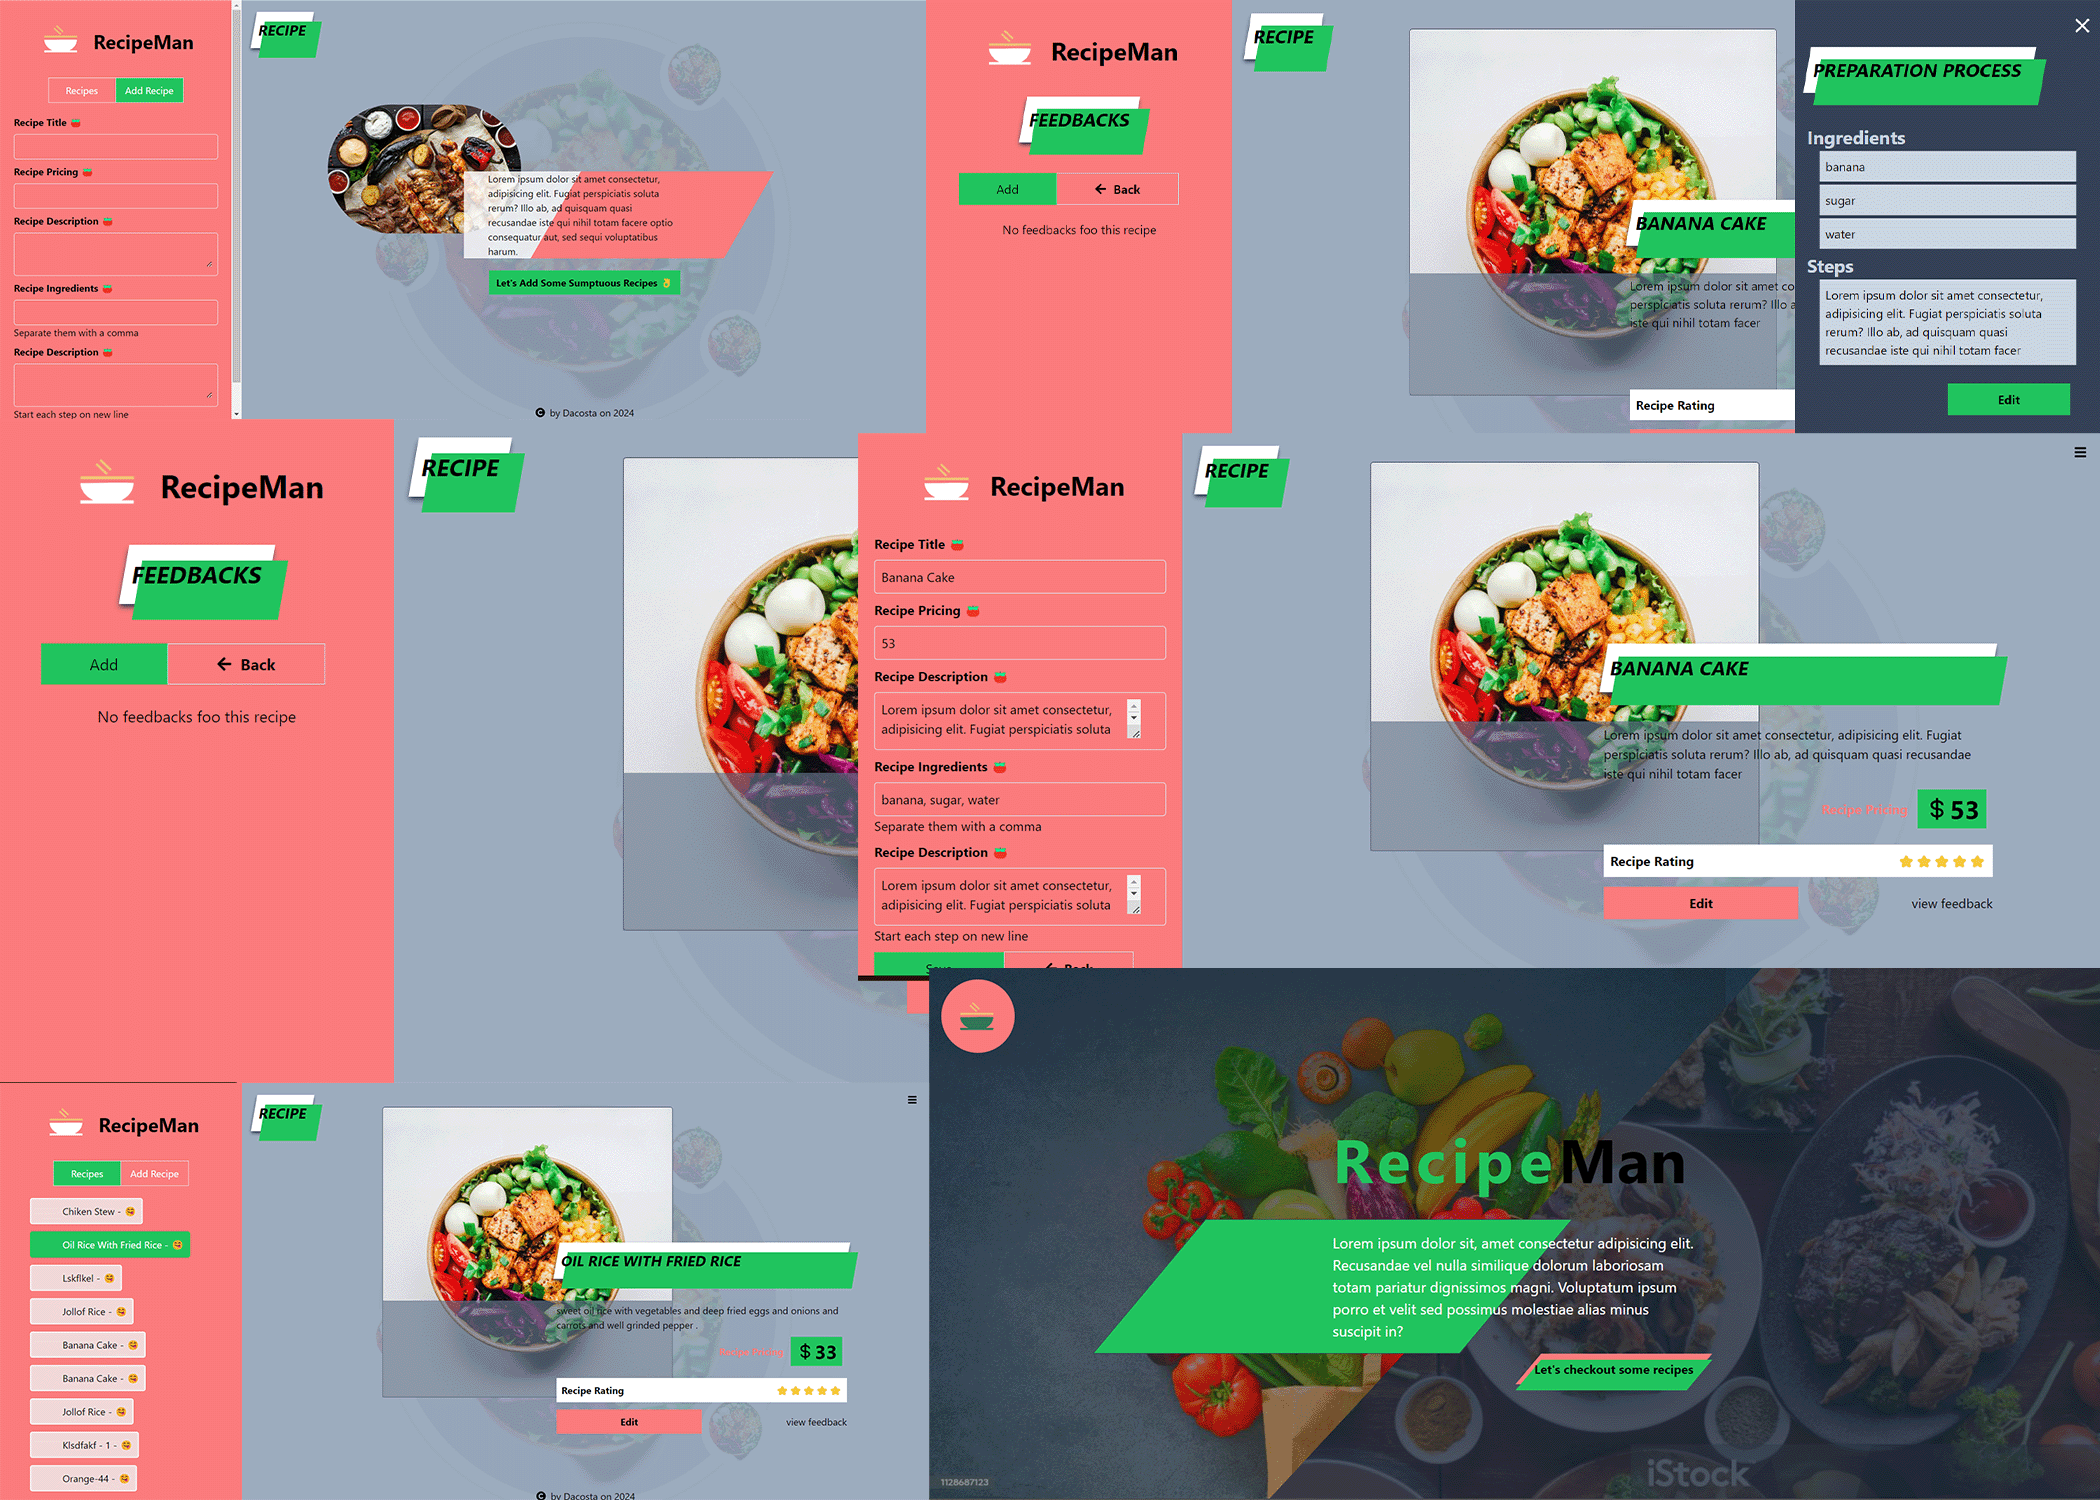 RecipeMan
Recipes
Add Recipe
Recipe Title
Recipe Pricing
Recipe Description
Recipe Ingredients
Separate them with a comma
Recipe Description
Start each step on new line
RECIPE
Lorem ipsum dolor sit amet consectetur,
adipisicing elit. Fugiat perspiciatis soluta
rerum? Illo ab, ad quisquam quasi
recusandae iste qui nihil totam facere optio
consequatur aut, sed sequi voluptatibus
harum.
Let's Add Some Sumptuous Recipes
by Dacosta on 2024
RecipeMan
FEEDBACKS
Add
Back
No feedbacks foo this recipe
RECIPE
BANANA CAKE
Lorem ipsum dolor sit amet co
perspiciatis soluta rerum? Illo a
iste qui nihil totam facer
Recipe Rating
PREPARATION PROCESS
Ingredients
banana
sugar
water
Steps
Lorem ipsum dolor sit amet consectetur,
adipisicing elit. Fugiat perspiciatis soluta
rerum? Illo ab, ad quisquam quasi
recusandae iste qui nihil totam facer
Edit
RecipeMan
FEEDBACKS
Add
Back
No feedbacks foo this recipe
RECIPE
RecipeMan
Recipe Title
Banana Cake
Recipe Pricing
53
Recipe Description
Lorem ipsum dolor sit amet consectetur,
adipisicing elit. Fugiat perspiciatis soluta
Recipe Ingredients
banana, sugar, water
Separate them with a comma
Recipe Description
Lorem ipsum dolor sit amet consectetur,
adipisicing elit. Fugiat perspiciatis soluta
Start each step on new line
Save
Back
RECIPE
BANANA CAKE
Lorem ipsum dolor sit amet consectetur, adipisicing elit. Fugiat
perspiciatis soluta rerum? Illo ab, ad quisquam quasi recusandae
iste qui nihil totam facer
Recipe Pricing
$ 53
Recipe Rating
Edit
view feedback
RecipeMan
Recipes
Add Recipe
Chiken Stew -
Oil Rice With Fried Rice -
Lskflkel -
Jollof Rice -
Banana Cake -
Banana Cake -
Jollof Rice -
Klsdfakf - 1 -
Orange-44 -
RECIPE
OIL RICE WITH FRIED RICE
sweet oil rice with vegetables and deep fried eggs and onions and
carrots and well grinded pepper .
Recipe Pricing
$ 33
Recipe Rating
Edit
view feedback
by Dacosta on 2024
RecipeMan
Lorem ipsum dolor sit, amet consectetur adipisicing elit.
Recusandae vel nulla similique dolorum laboriosam
totam pariatur dignissimos magni. Voluptatum ipsum
porro et velit sed possimus molestiae alias minus
suscipit in?
Let's checkout some recipes
1128687123
iStock